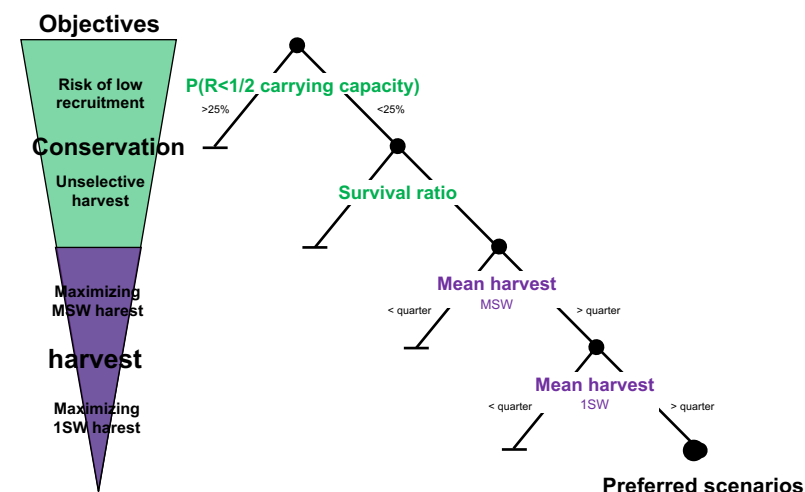 Objectives
Risk of low
recruitment
Conservation
Unselective
harvest
Maximizing
MSW harest
harvest
Maximizing
1SW harest
P(R<1/2 carrying capacity)
>25%
<25%
Survival ratio
Mean harvest
MSW
< quarter
> quarter
Mean harvest
1SW
< quarter
> quarter
Preferred scenarios